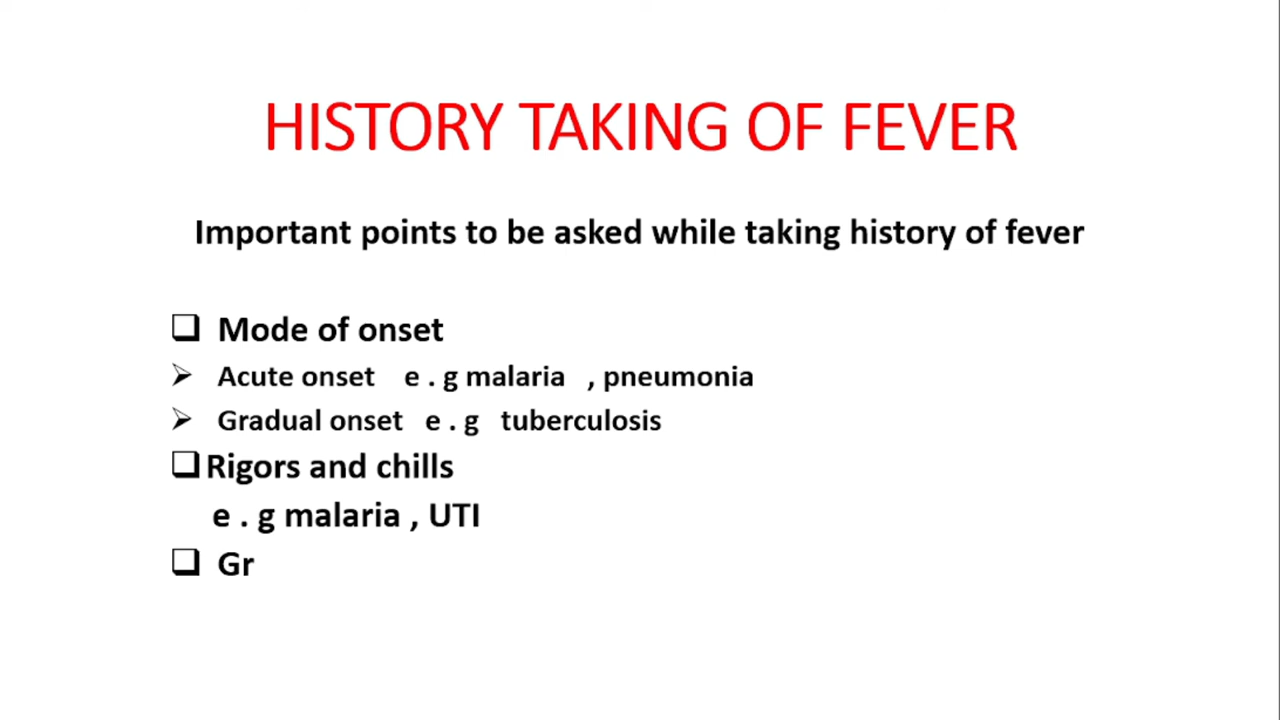 HISTORY TAKING OF FEVER
Important points to be asked while taking history of fever
❑ Mode of onset
➢ Acute onset e . g malaria , pneumonia
➢ Gradual onset e . g tuberculosis
❑ Rigors and chills
e . g malaria , UTI
❑ Gr